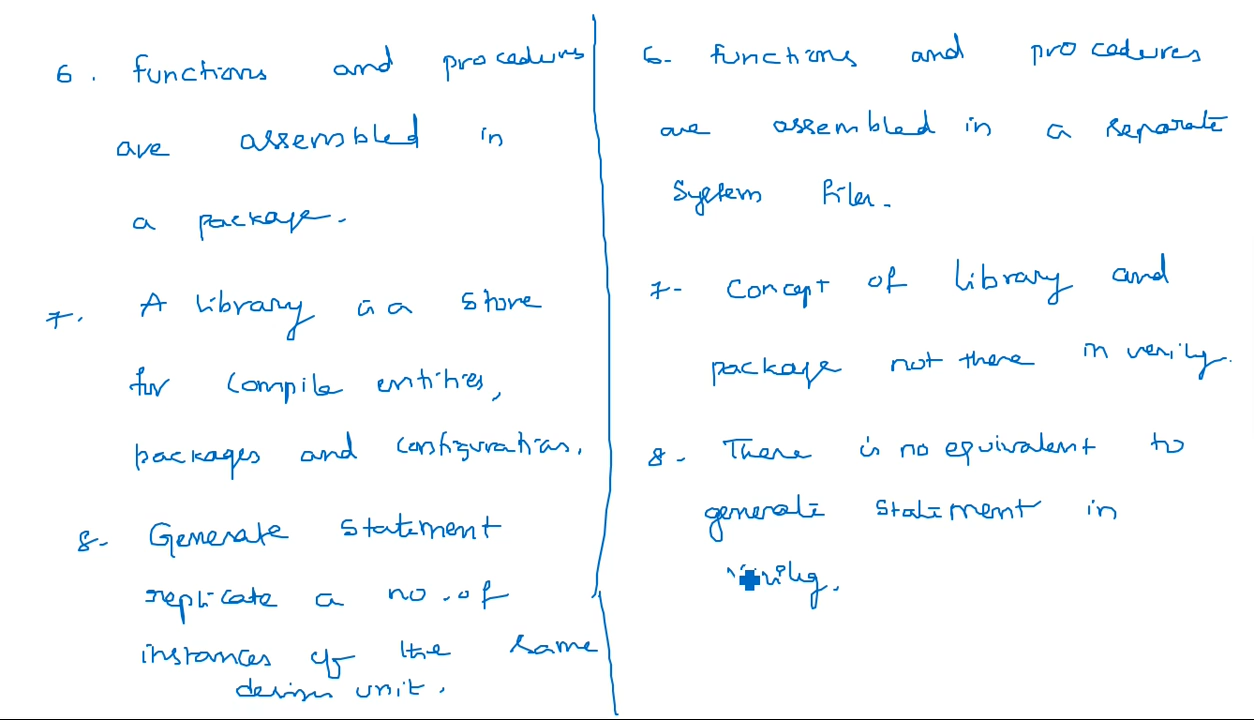 6. functions and procedures
are assembled in
a package.
7. A library is a store
for compile entities,
packages and configurations.
8- Generate statement
replicate a no. of
instances of the same
design unit.
6- functions and procedures
are assembled in a separate
System files.
7- Concept of library and
package not there in verilg.
8- There is no equivalent to
generate statement in